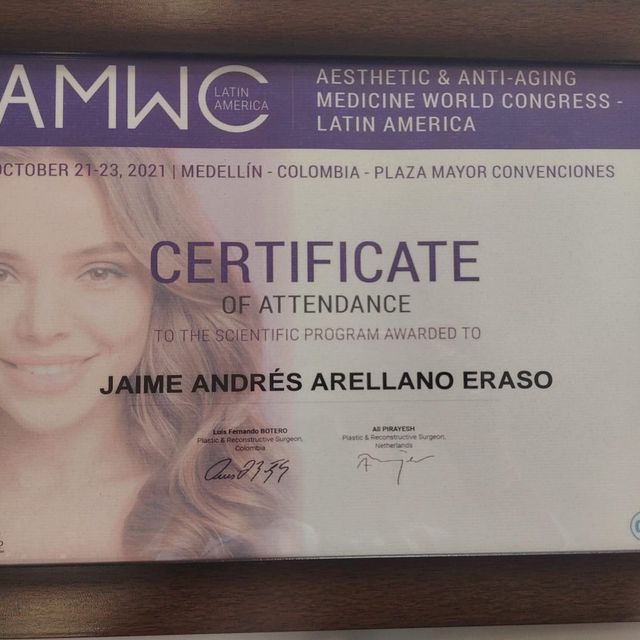 AMWC
LATIN
AMERICA
AESTHETIC & ANTI-AGING
MEDICINE WORLD CONGRESS -
LATIN AMERICA
OCTOBER 21-23, 2021 | MEDELLÍN - COLOMBIA - PLAZA MAYOR CONVENCIONES
CERTIFICATE
OF ATTENDANCE
TO THE SCIENTIFIC PROGRAM AWARDED TO
JAIME ANDRÉS ARELLANO ERASO
Luis Fernando BOTERO
Plastic & Reconstructive Surgeon,
Colombia
Ali PIRAYESH
Plastic & Reconstructive Surgeon,
Netherlands